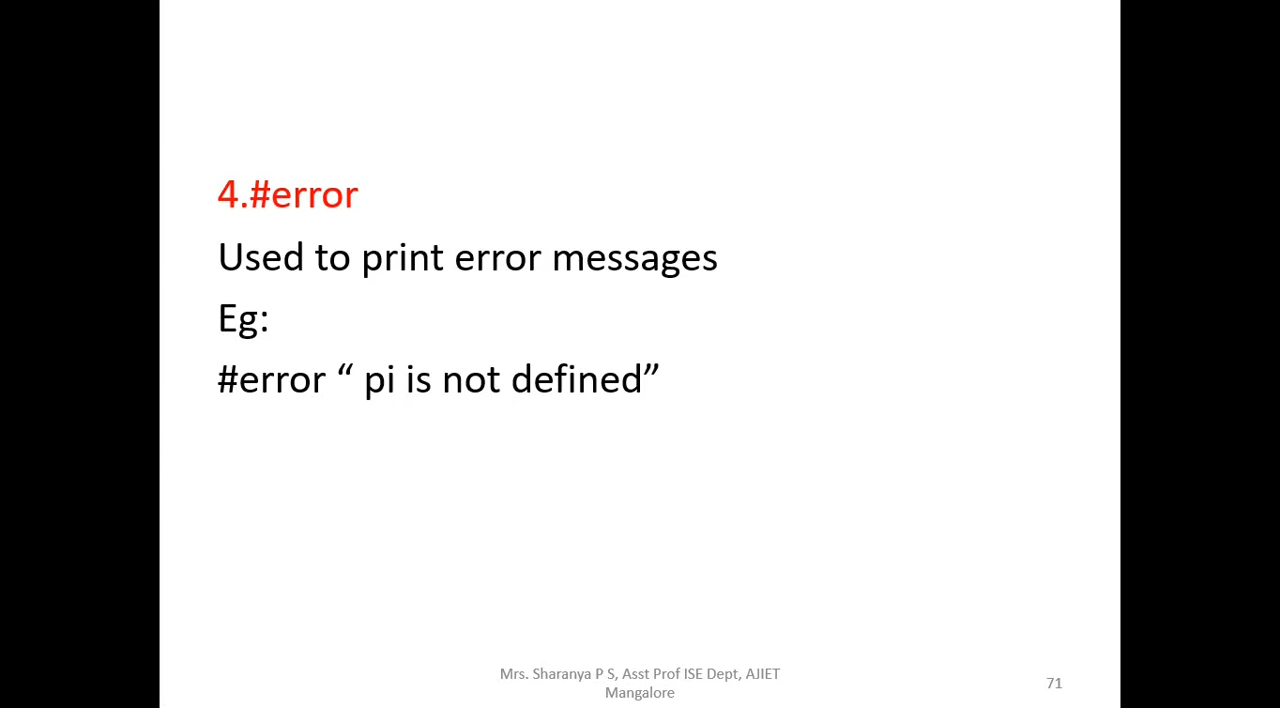 4.#error
Used to print error messages
Eg:
#error “ pi is not defined”
Mrs. Sharanya P S, Asst Prof ISE Dept, AJIET
Mangalore
71